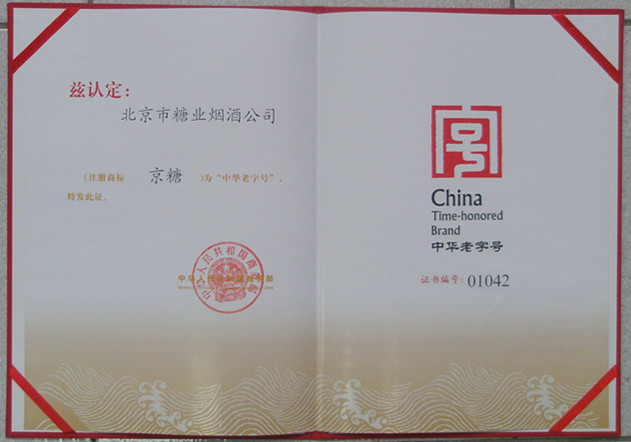 兹认定:
北京市糖业烟酒公司
(注册商标 京糖 )为“中华老字号”,
特发此证。
中华人民共和国商务部
China
Time-honored
Brand
中华老字号
证书编号: 01042